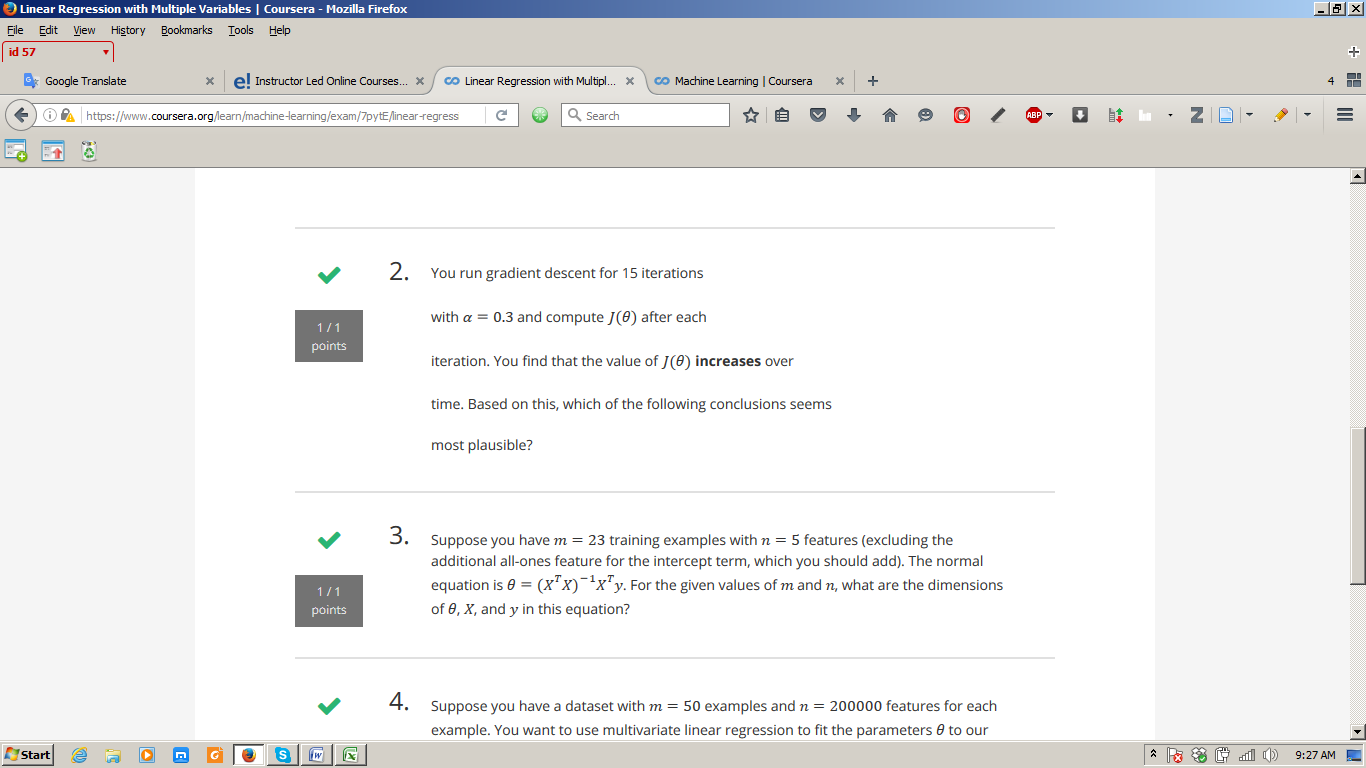 Linear Regression with Multiple Variables | Coursera - Mozilla Firefox
File Edit View History Bookmarks Tools Help
id 57
Google Translate
e! Instructor Led Online Courses...
Linear Regression with Multipl...
Machine Learning | Coursera
4
https://www.coursera.org/learn/machine-learning/exam/7pytE/linear-regress
Search
ABP
Z
2. You run gradient descent for 15 iterations
1 / 1
points
with α = 0.3 and compute J(θ) after each
iteration. You find that the value of J(θ) increases over
time. Based on this, which of the following conclusions seems
most plausible?
3. Suppose you have m = 23 training examples with n = 5 features (excluding the
additional all-ones feature for the intercept term, which you should add). The normal
1 / 1
points
equation is θ = (XᵀX)⁻¹Xᵀy. For the given values of m and n, what are the dimensions
of θ, X, and y in this equation?
4. Suppose you have a dataset with m = 50 examples and n = 200000 features for each
example. You want to use multivariate linear regression to fit the parameters θ to our
Start
9:27 AM